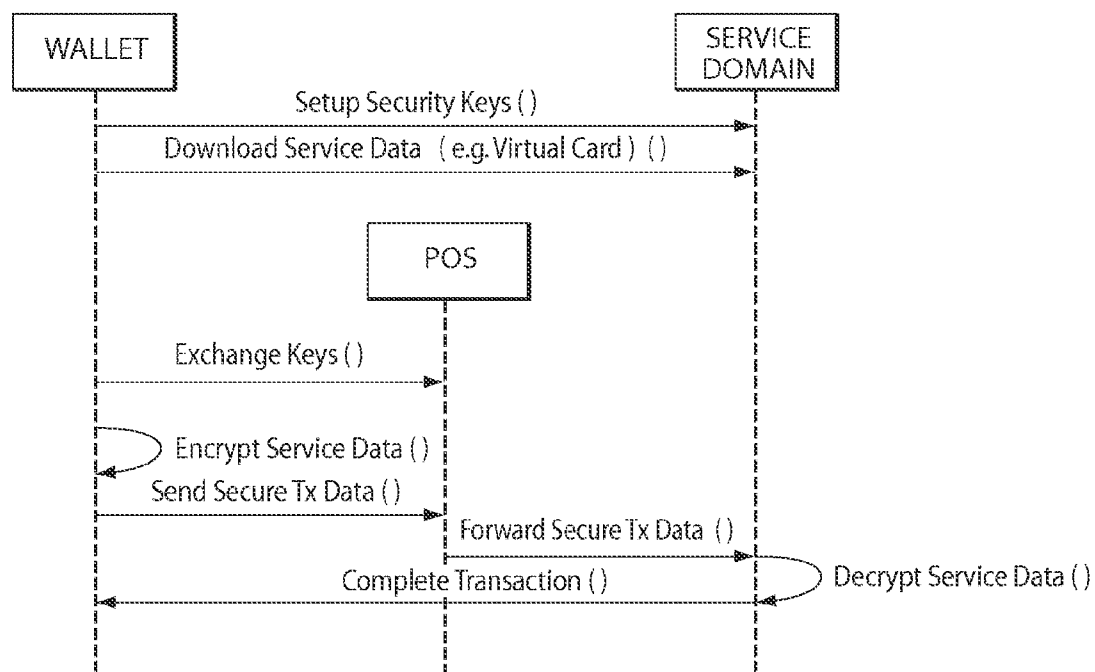 WALLET
SERVICE
DOMAIN
Setup Security Keys ( )
Download Service Data ( e.g. Virtual Card ) ( )
POS
Exchange Keys ( )
Encrypt Service Data ( )
Send Secure Tx Data ( )
Forward Secure Tx Data ( )
Complete Transaction ( )
Decrypt Service Data ( )